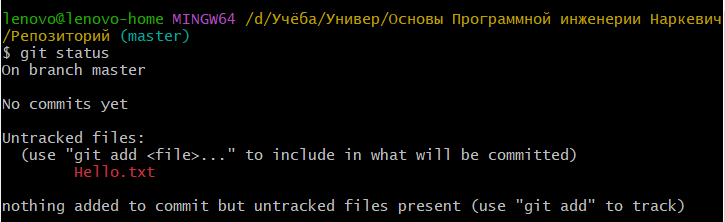 lenovo@lenovo-home MINGW64 /d/Учёба/Универ/Основы Программной инженерии Наркевич
/Репозиторий (master)
$ git status
On branch master
No commits yet
Untracked files:
(use "git add <file>..." to include in what will be committed)
Hello.txt
nothing added to commit but untracked files present (use "git add" to track)